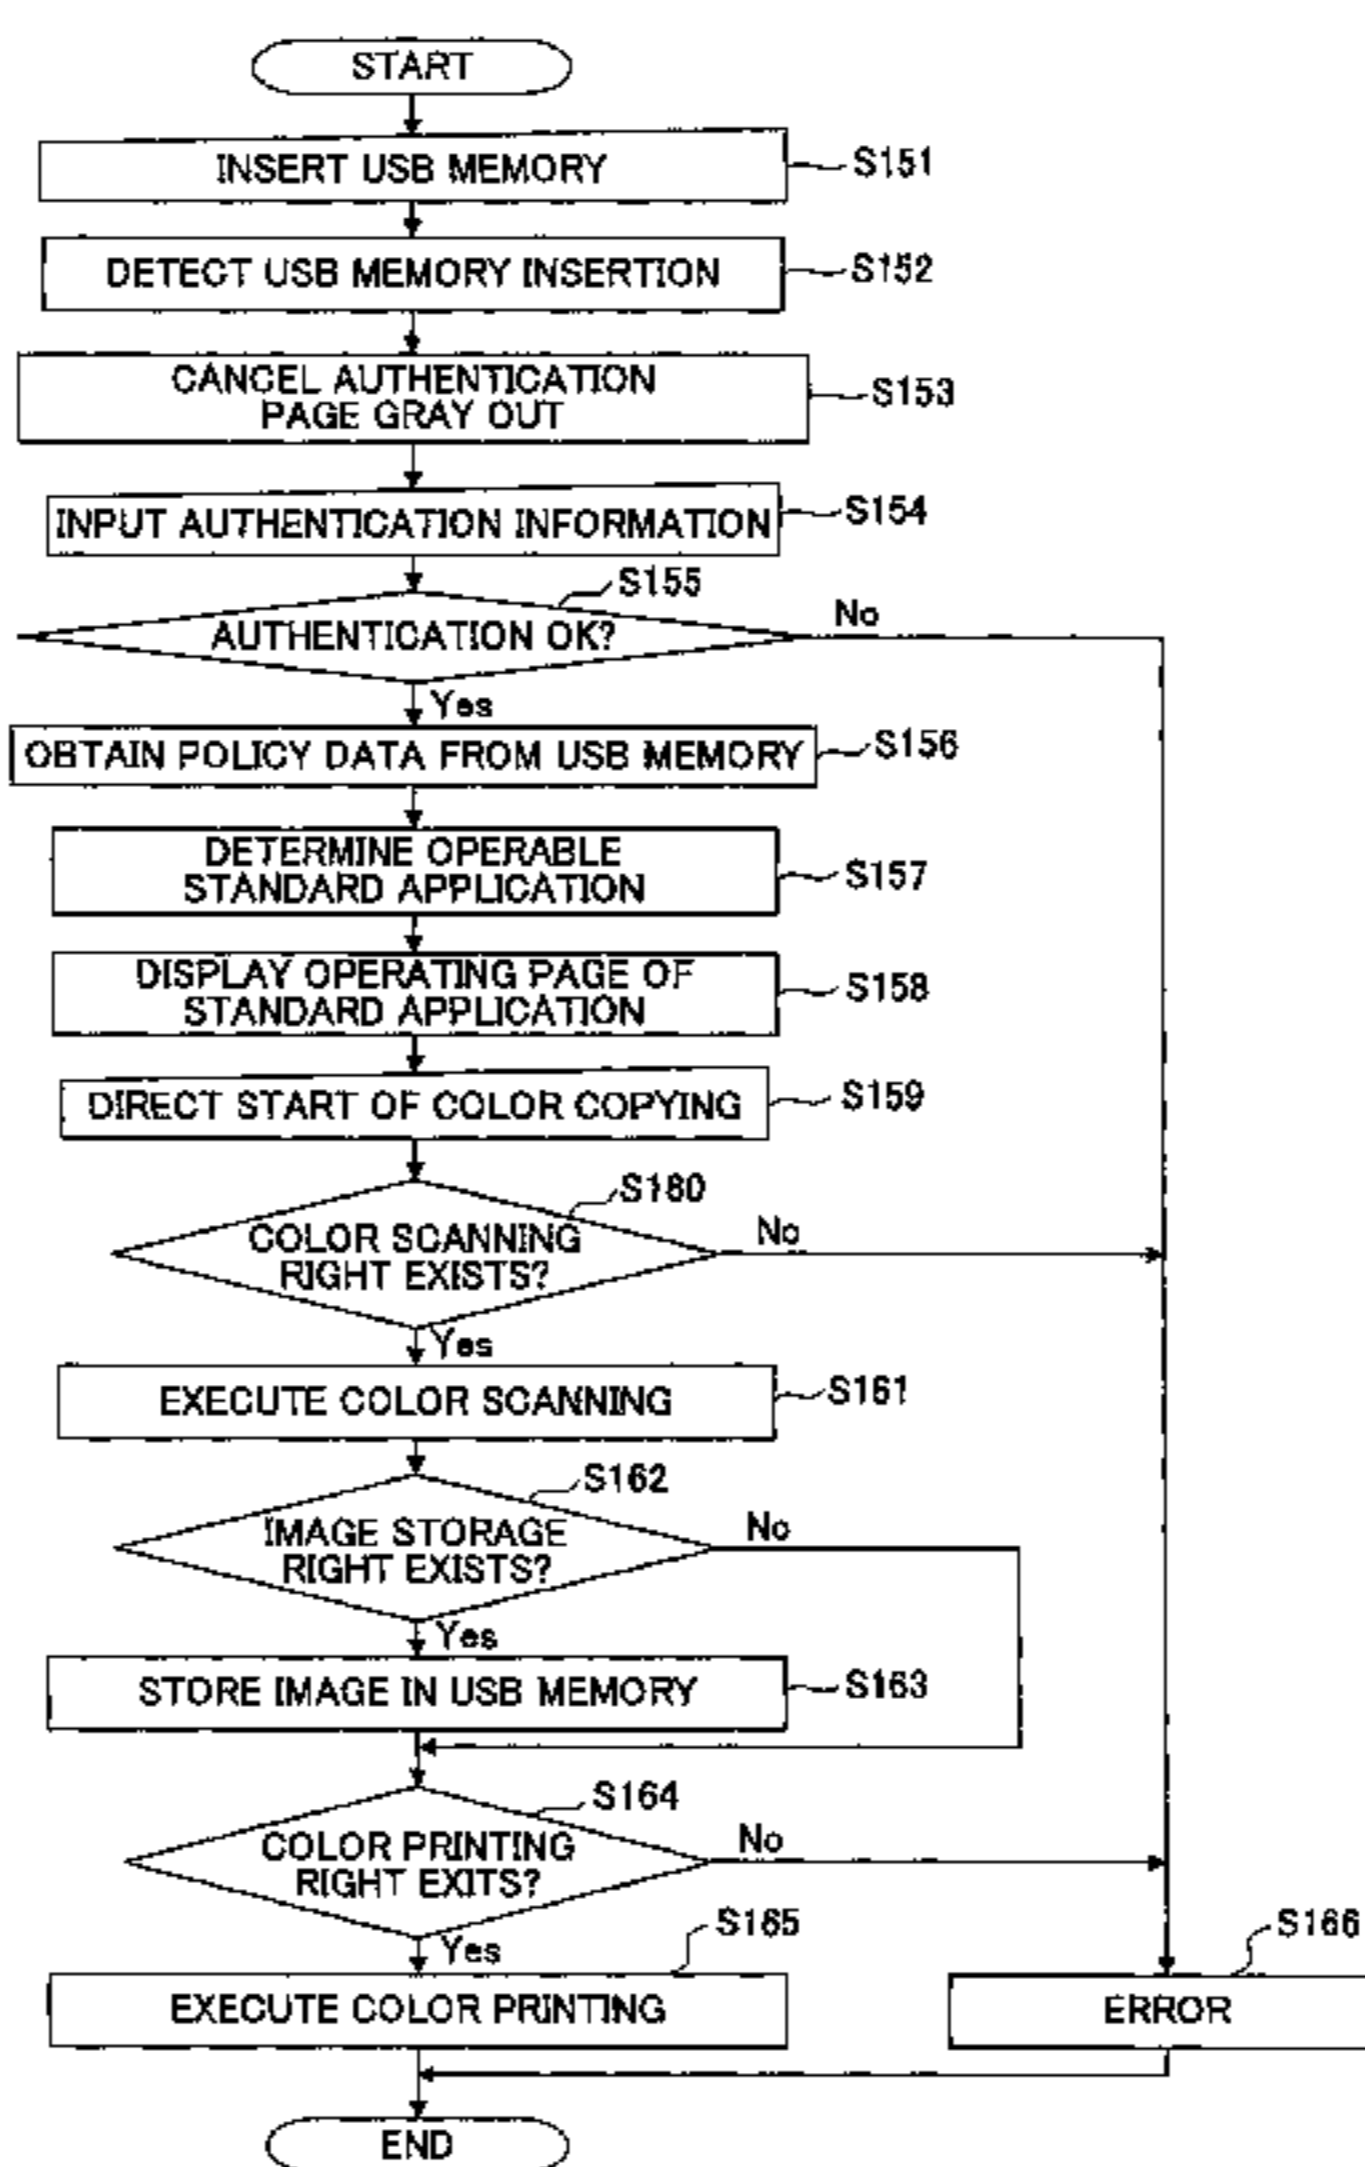 START
INSERT USB MEMORY
S151
DETECT USB MEMORY INSERTION
S152
CANCEL AUTHENTICATION
PAGE GRAY OUT
S153
INPUT AUTHENTICATION INFORMATION
S154
S155
AUTHENTICATION OK?
No
Yes
OBTAIN POLICY DATA FROM USB MEMORY
S156
DETERMINE OPERABLE
STANDARD APPLICATION
S157
DISPLAY OPERATING PAGE OF
STANDARD APPLICATION
S158
DIRECT START OF COLOR COPYING
S159
S160
COLOR SCANNING
RIGHT EXISTS?
No
Yes
EXECUTE COLOR SCANNING
S161
S162
IMAGE STORAGE
RIGHT EXISTS?
No
Yes
STORE IMAGE IN USB MEMORY
S163
S164
COLOR PRINTING
RIGHT EXITS?
No
Yes
S165
EXECUTE COLOR PRINTING
S166
ERROR
END